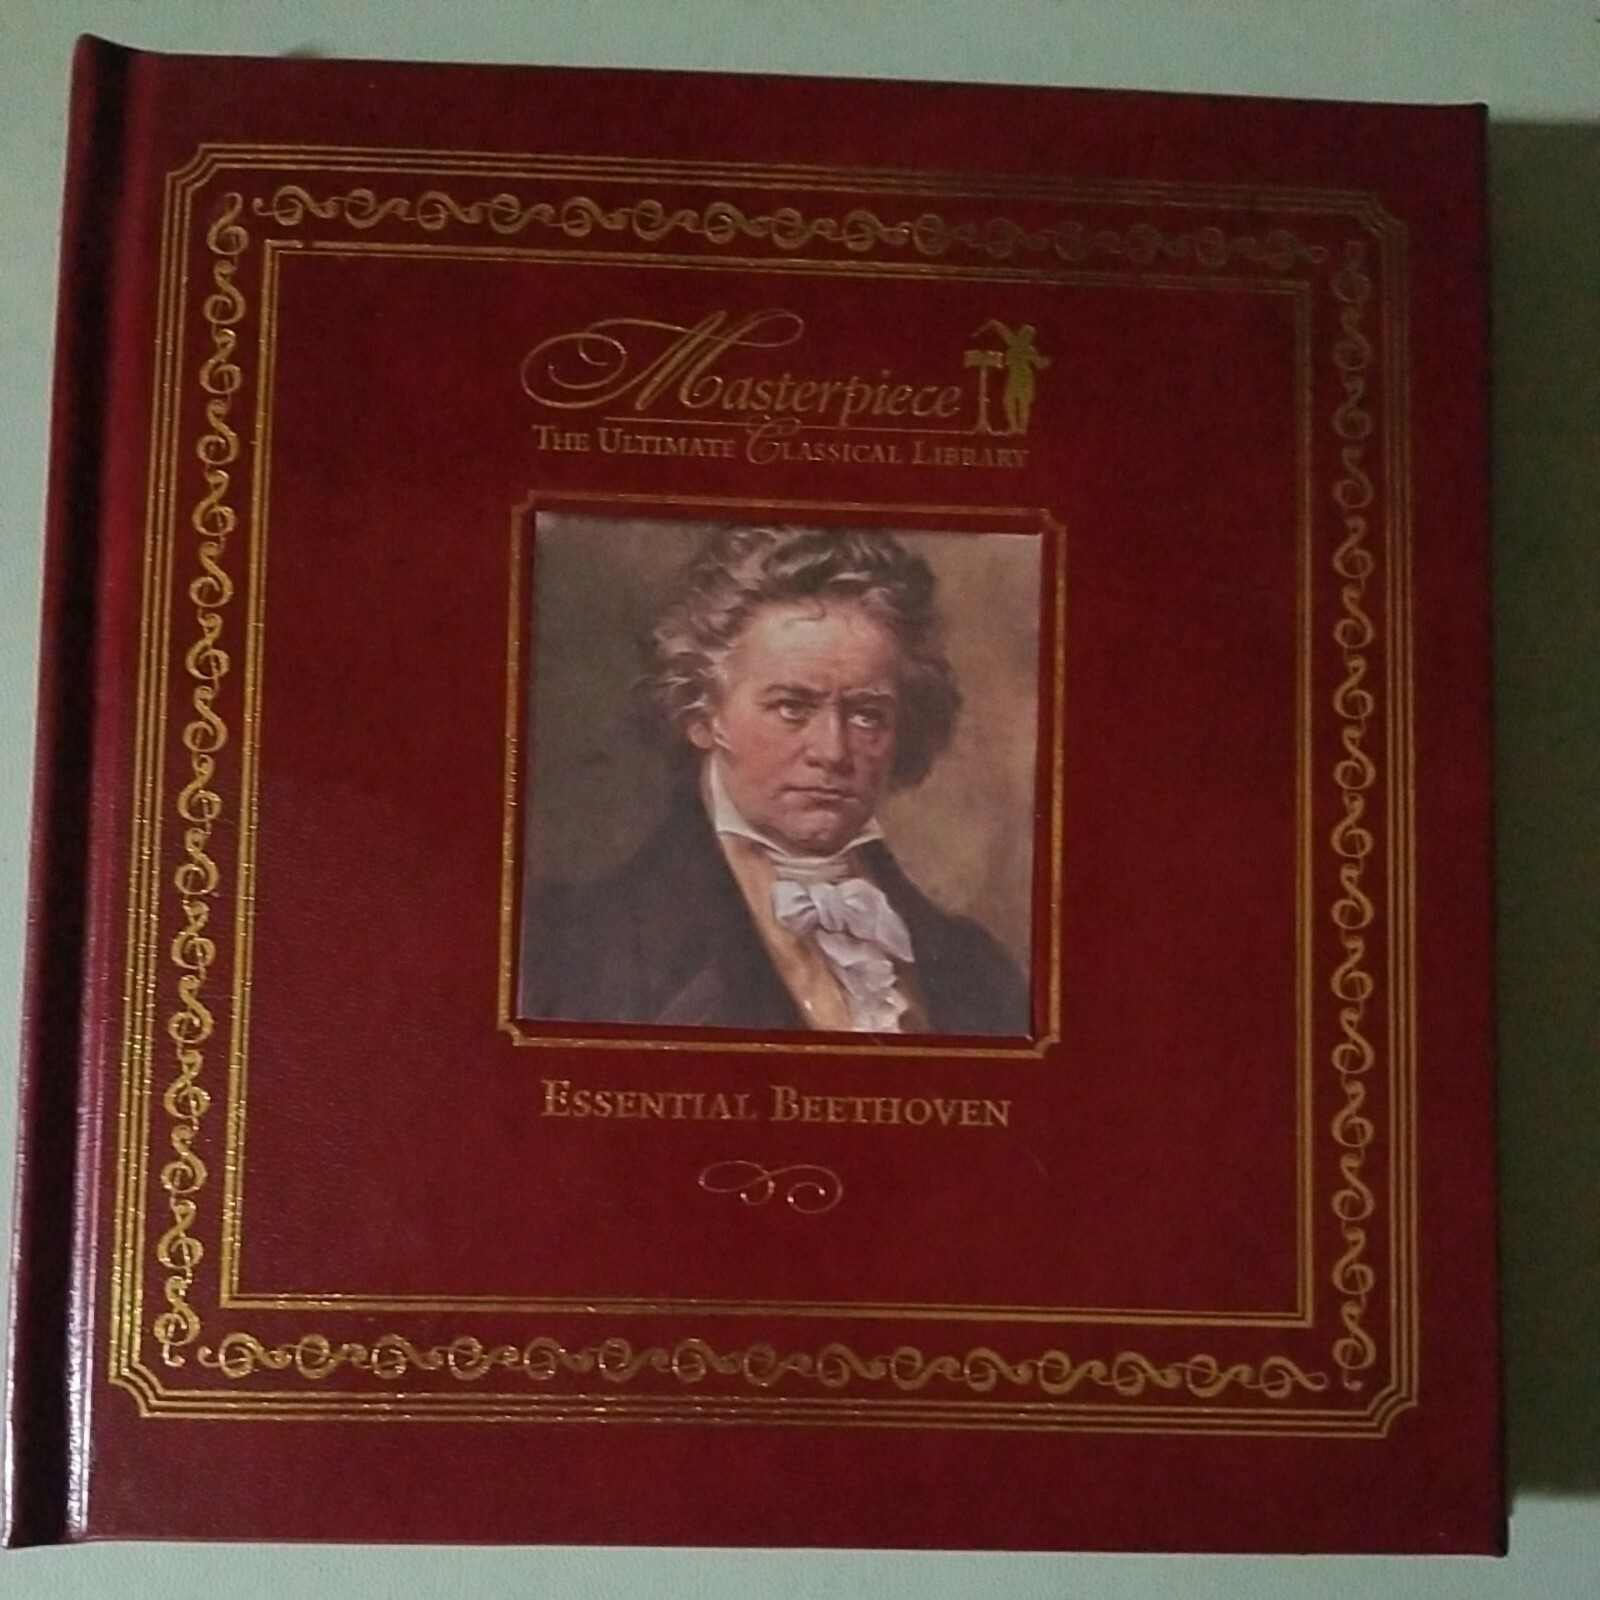 Masterpiece
THE ULTIMATE CLASSICAL LIBRARY
ESSENTIAL BEETHOVEN